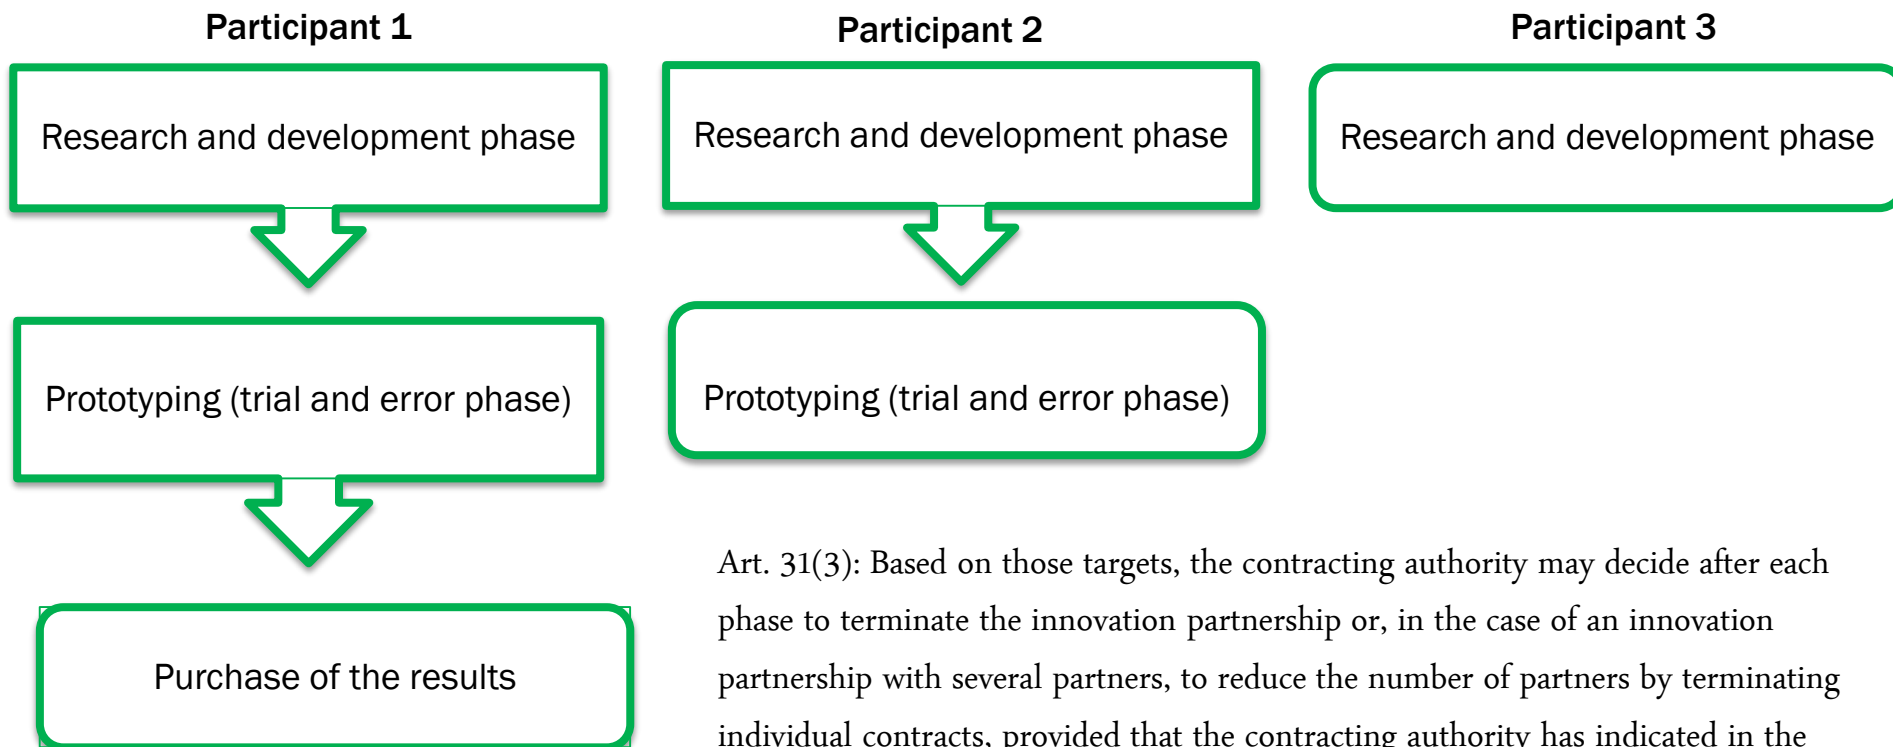 Participant 1
Participant 2
Participant 3
Research and development phase
Research and development phase
Research and development phase
Prototyping (trial and error phase)
Prototyping (trial and error phase)
Purchase of the results
Art. 31(3): Based on those targets, the contracting authority may decide after each
phase to terminate the innovation partnership or, in the case of an innovation
partnership with several partners, to reduce the number of partners by terminating
individual contracts, provided that the contracting authority has indicated in the